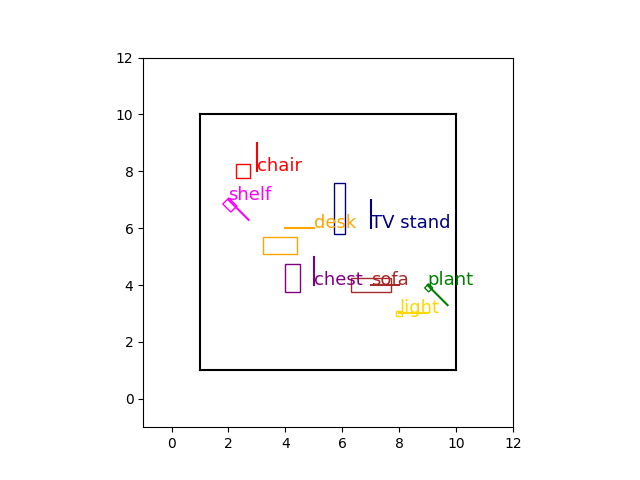 12
10
chair
8
shelf
desk
TV stand
6
chest
sofa
plant
4
light
2
0
0 2 4 6 8 10 12